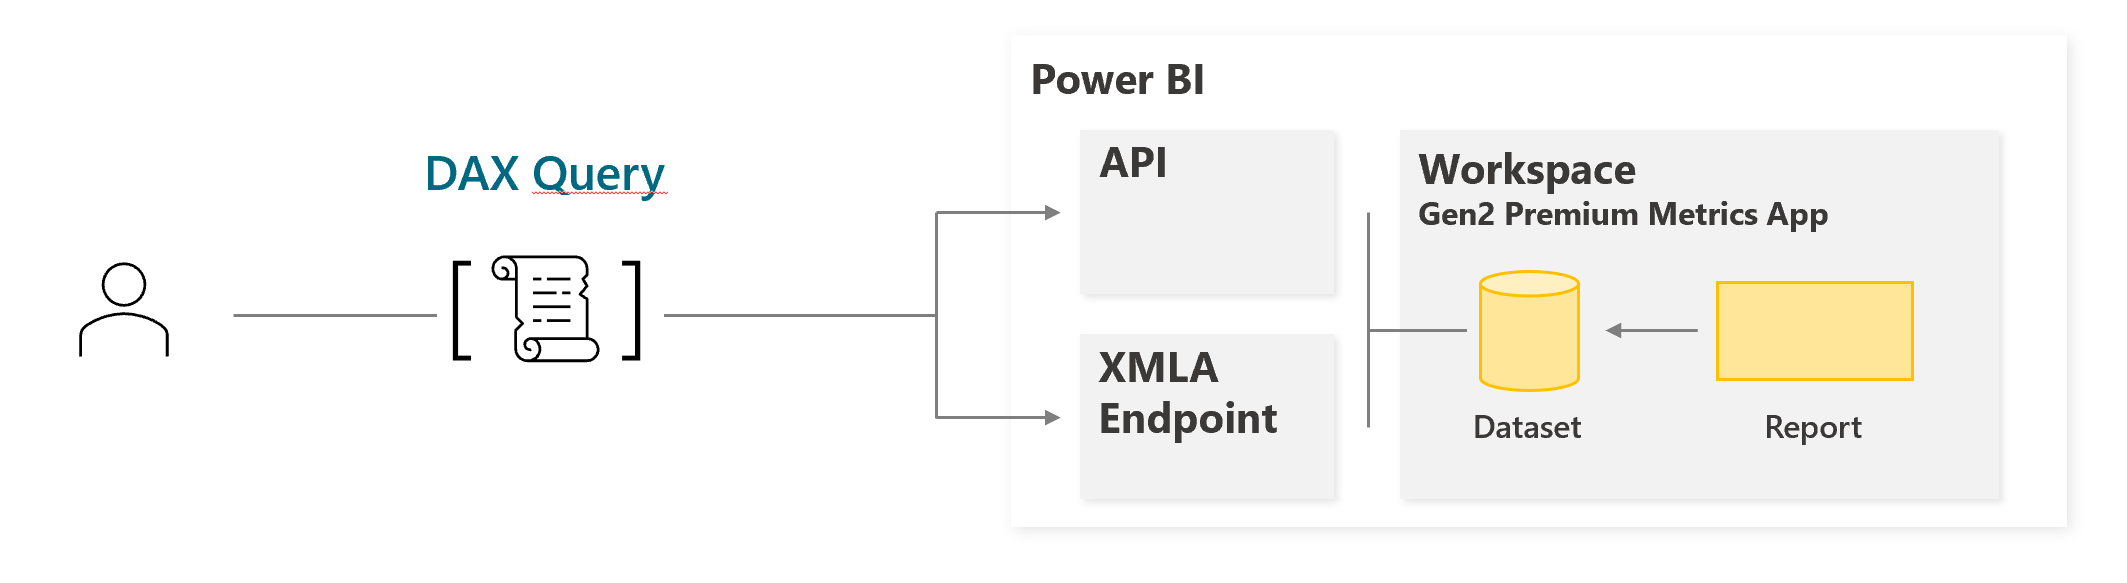 Power BI
DAX Query
API
XMLA
Endpoint
Workspace
Gen2 Premium Metrics App
Dataset
Report